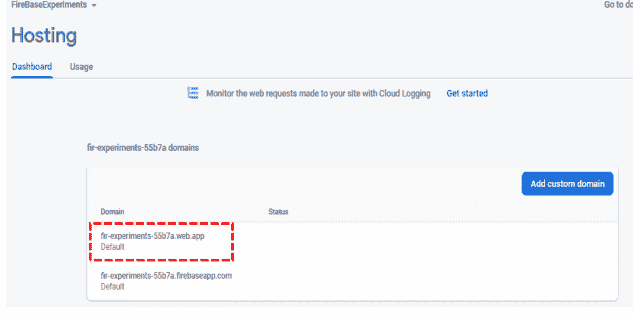 FireBaseExperiments
Go to do
Hosting
Dashboard Usage
Monitor the web requests made to your site with Cloud Logging Get started
fir-experiments-55b7a domains
Add custom domain
Domain Status
fir-experiments-55b7a.web.app
Default
fir-experiments-55b7a.firebaseapp.com
Default